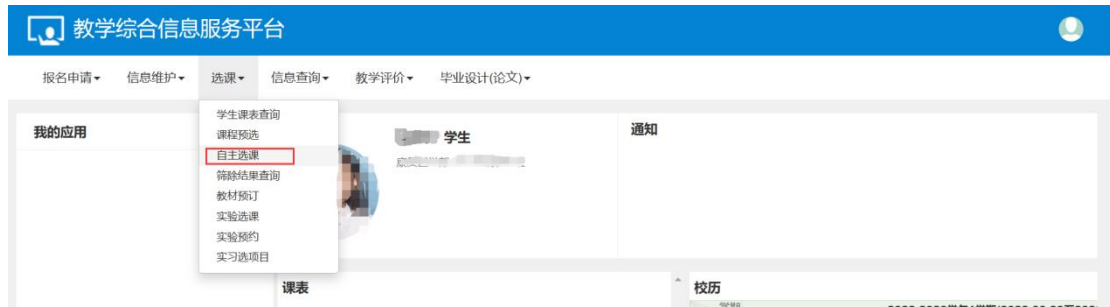 教学综合信息服务平台
报名申请 信息维护 选课 信息查询 教学评价 毕业设计(论文)
学生课表查询
课程预选
自主选课
筛除结果查询
教材预订
实验选课
实验预约
实习选项目
我的应用
学生
通知
课表
校历